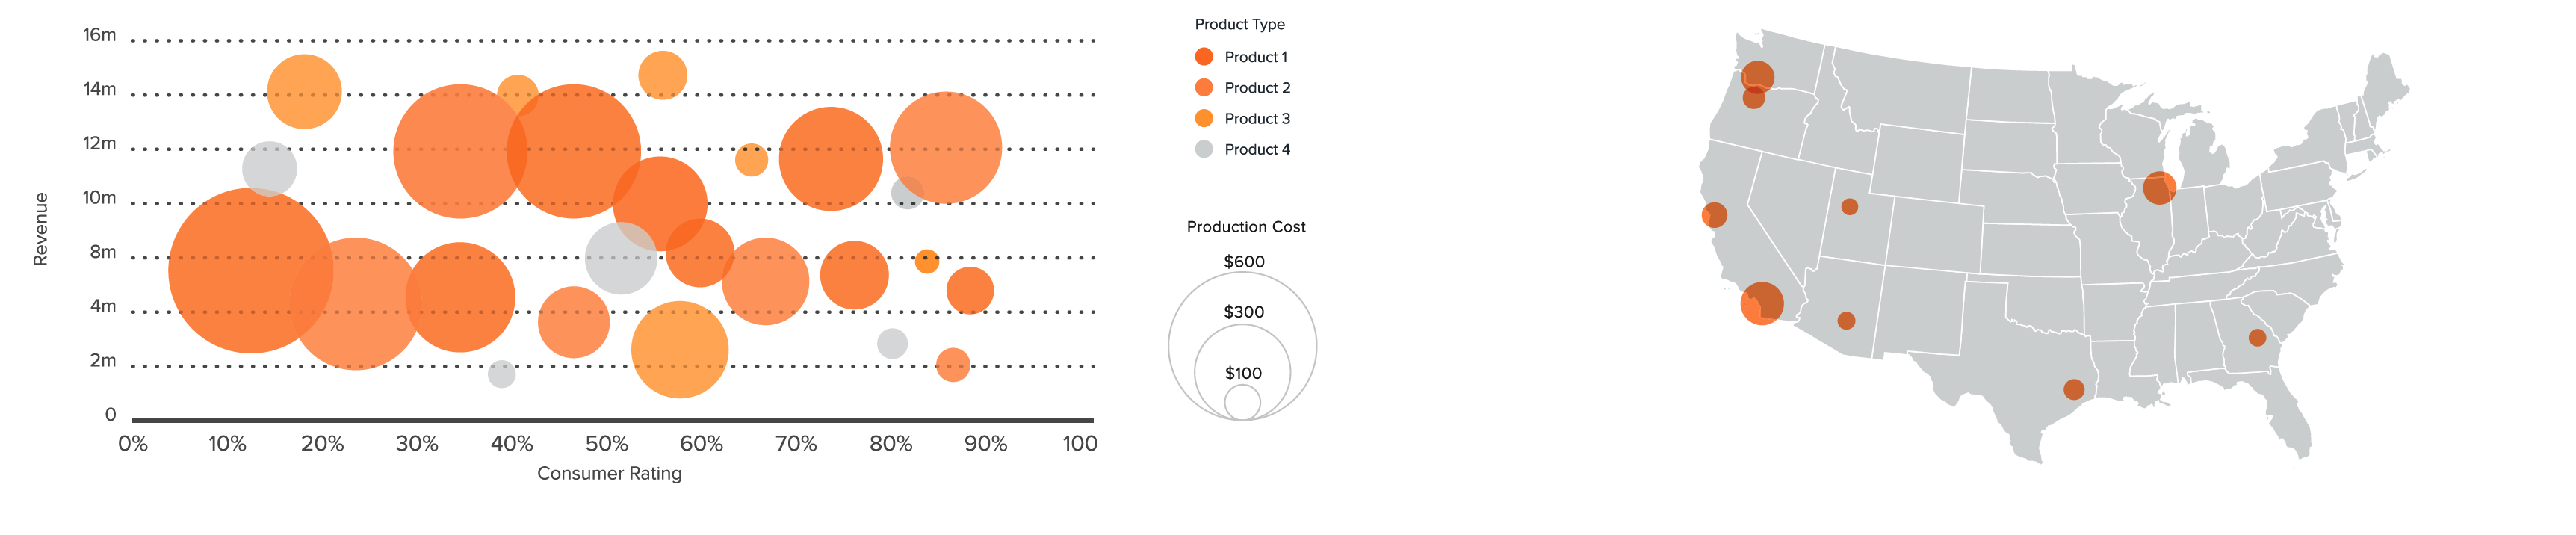 16m
14m
12m
10m
8m
4m
2m
0
Revenue
0% 10% 20% 30% 40% 50% 60% 70% 80% 90% 100
Consumer Rating
Product Type
Product 1
Product 2
Product 3
Product 4
Production Cost
$600
$300
$100